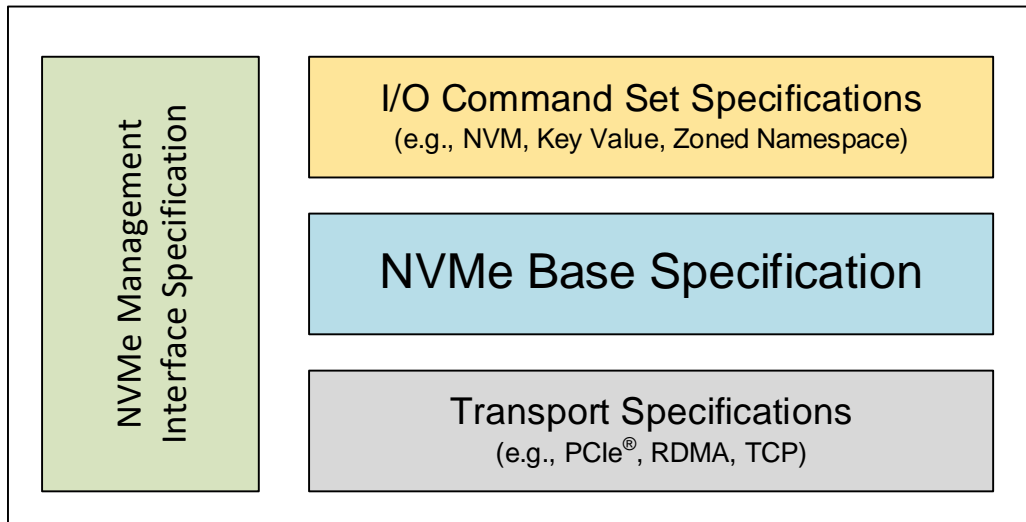 NVMe Management
Interface Specification
I/O Command Set Specifications
(e.g., NVM, Key Value, Zoned Namespace)
NVMe Base Specification
Transport Specifications
(e.g., PCIe®, RDMA, TCP)